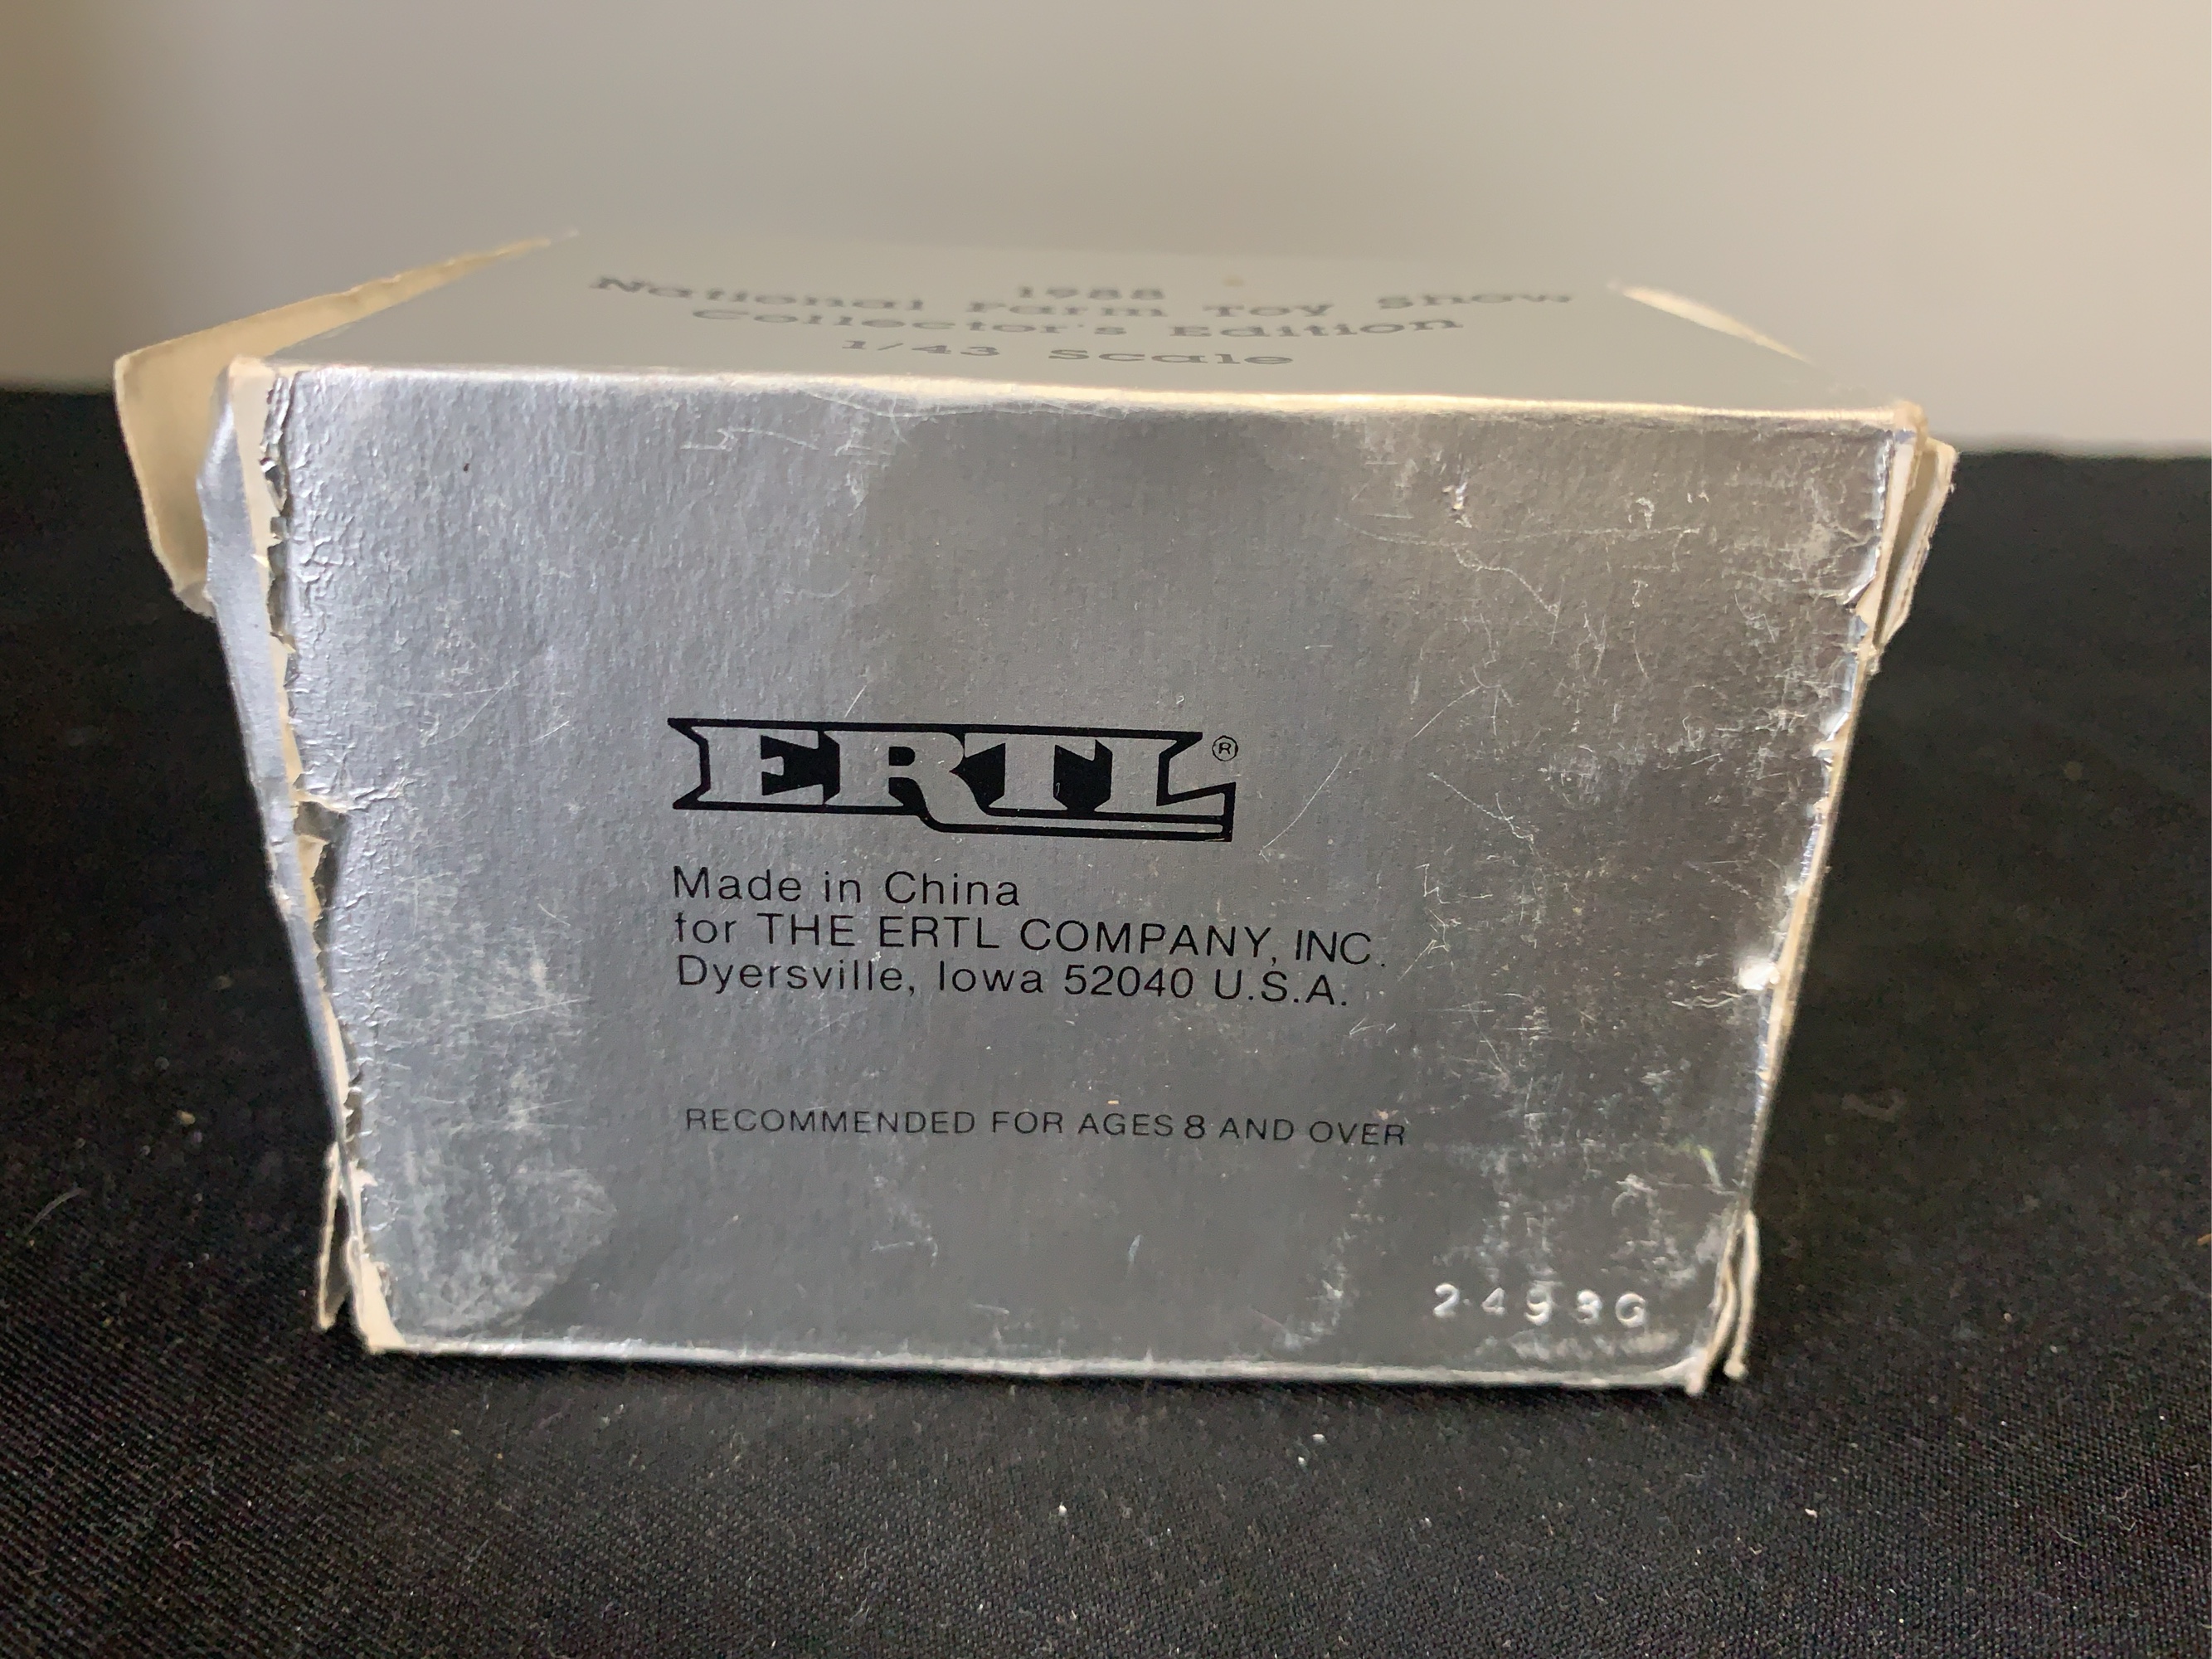 1988
National Farm Toy Show
Collector's Edition
1/43 Scale
ERTL®
Made in China
for THE ERTL COMPANY, INC.
Dyersville, Iowa 52040 U.S.A.
RECOMMENDED FOR AGES 8 AND OVER